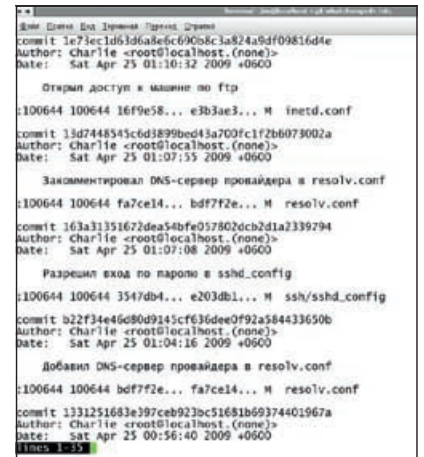 commit 1e73ec1d63d6a8e6c690b8c3a824a9df09816d4e
Author: Charlie <root@localhost.(none)>
Date: Sat Apr 25 01:10:32 2009 +0600
Открыл доступ к машине по ftp
:100644 100644 16f9e58... e3b3ae3... M inetd.conf
commit 13d7448545c6d3899bed43a700fc1f2b6073002a
Author: Charlie <root@localhost.(none)>
Date: Sat Apr 25 01:07:55 2009 +0600
Закомментировал DNS-сервер провайдера в resolv.conf
:100644 100644 fa7ce14... bdf7f2e... M resolv.conf
commit 163a31351672dea54bfe057802dcb2d1a2339794
Author: Charlie <root@localhost.(none)>
Date: Sat Apr 25 01:07:08 2009 +0600
Разрешил вход по паролю в sshd_config
:100644 100644 3547db4... e203db1... M ssh/sshd_config
commit b22f34e46d80d9145cf636dee0f92a584433650b
Author: Charlie <root@localhost.(none)>
Date: Sat Apr 25 01:04:16 2009 +0600
Добавил DNS-сервер провайдера в resolv.conf
:100644 100644 bdf7f2e... fa7ce14... M resolv.conf
commit 1331251683e397ceb923bc51681b69374401967a
Author: Charlie <root@localhost.(none)>
Date: Sat Apr 25 00:56:40 2009 +0600
lines 1-35